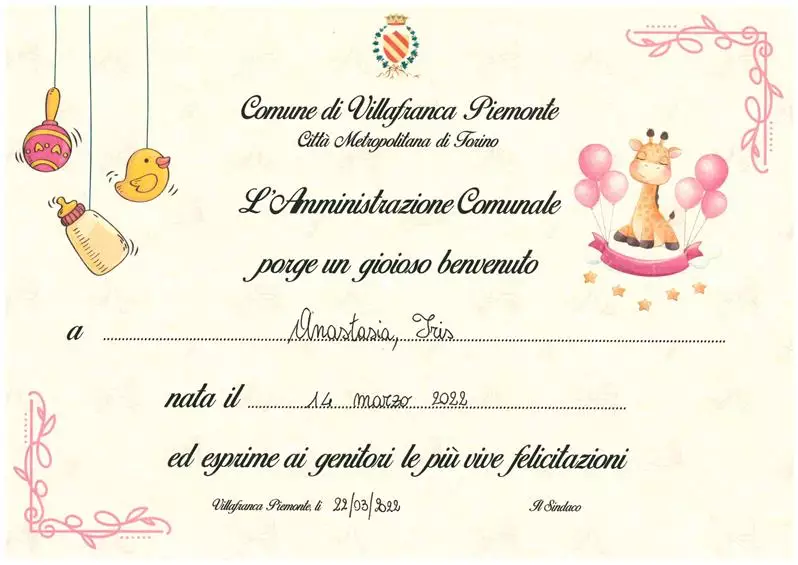 Comune di Villafranca Piemonte
Città Metropolitana di Torino
L'Amministrazione Comunale
porge un gioioso benvenuto
a Anastasia, Iris
nata il 14 marzo 2022
ed esprime ai genitori le più vive felicitazioni
Villafranca Piemonte, lì 22/03/2022 Il Sindaco